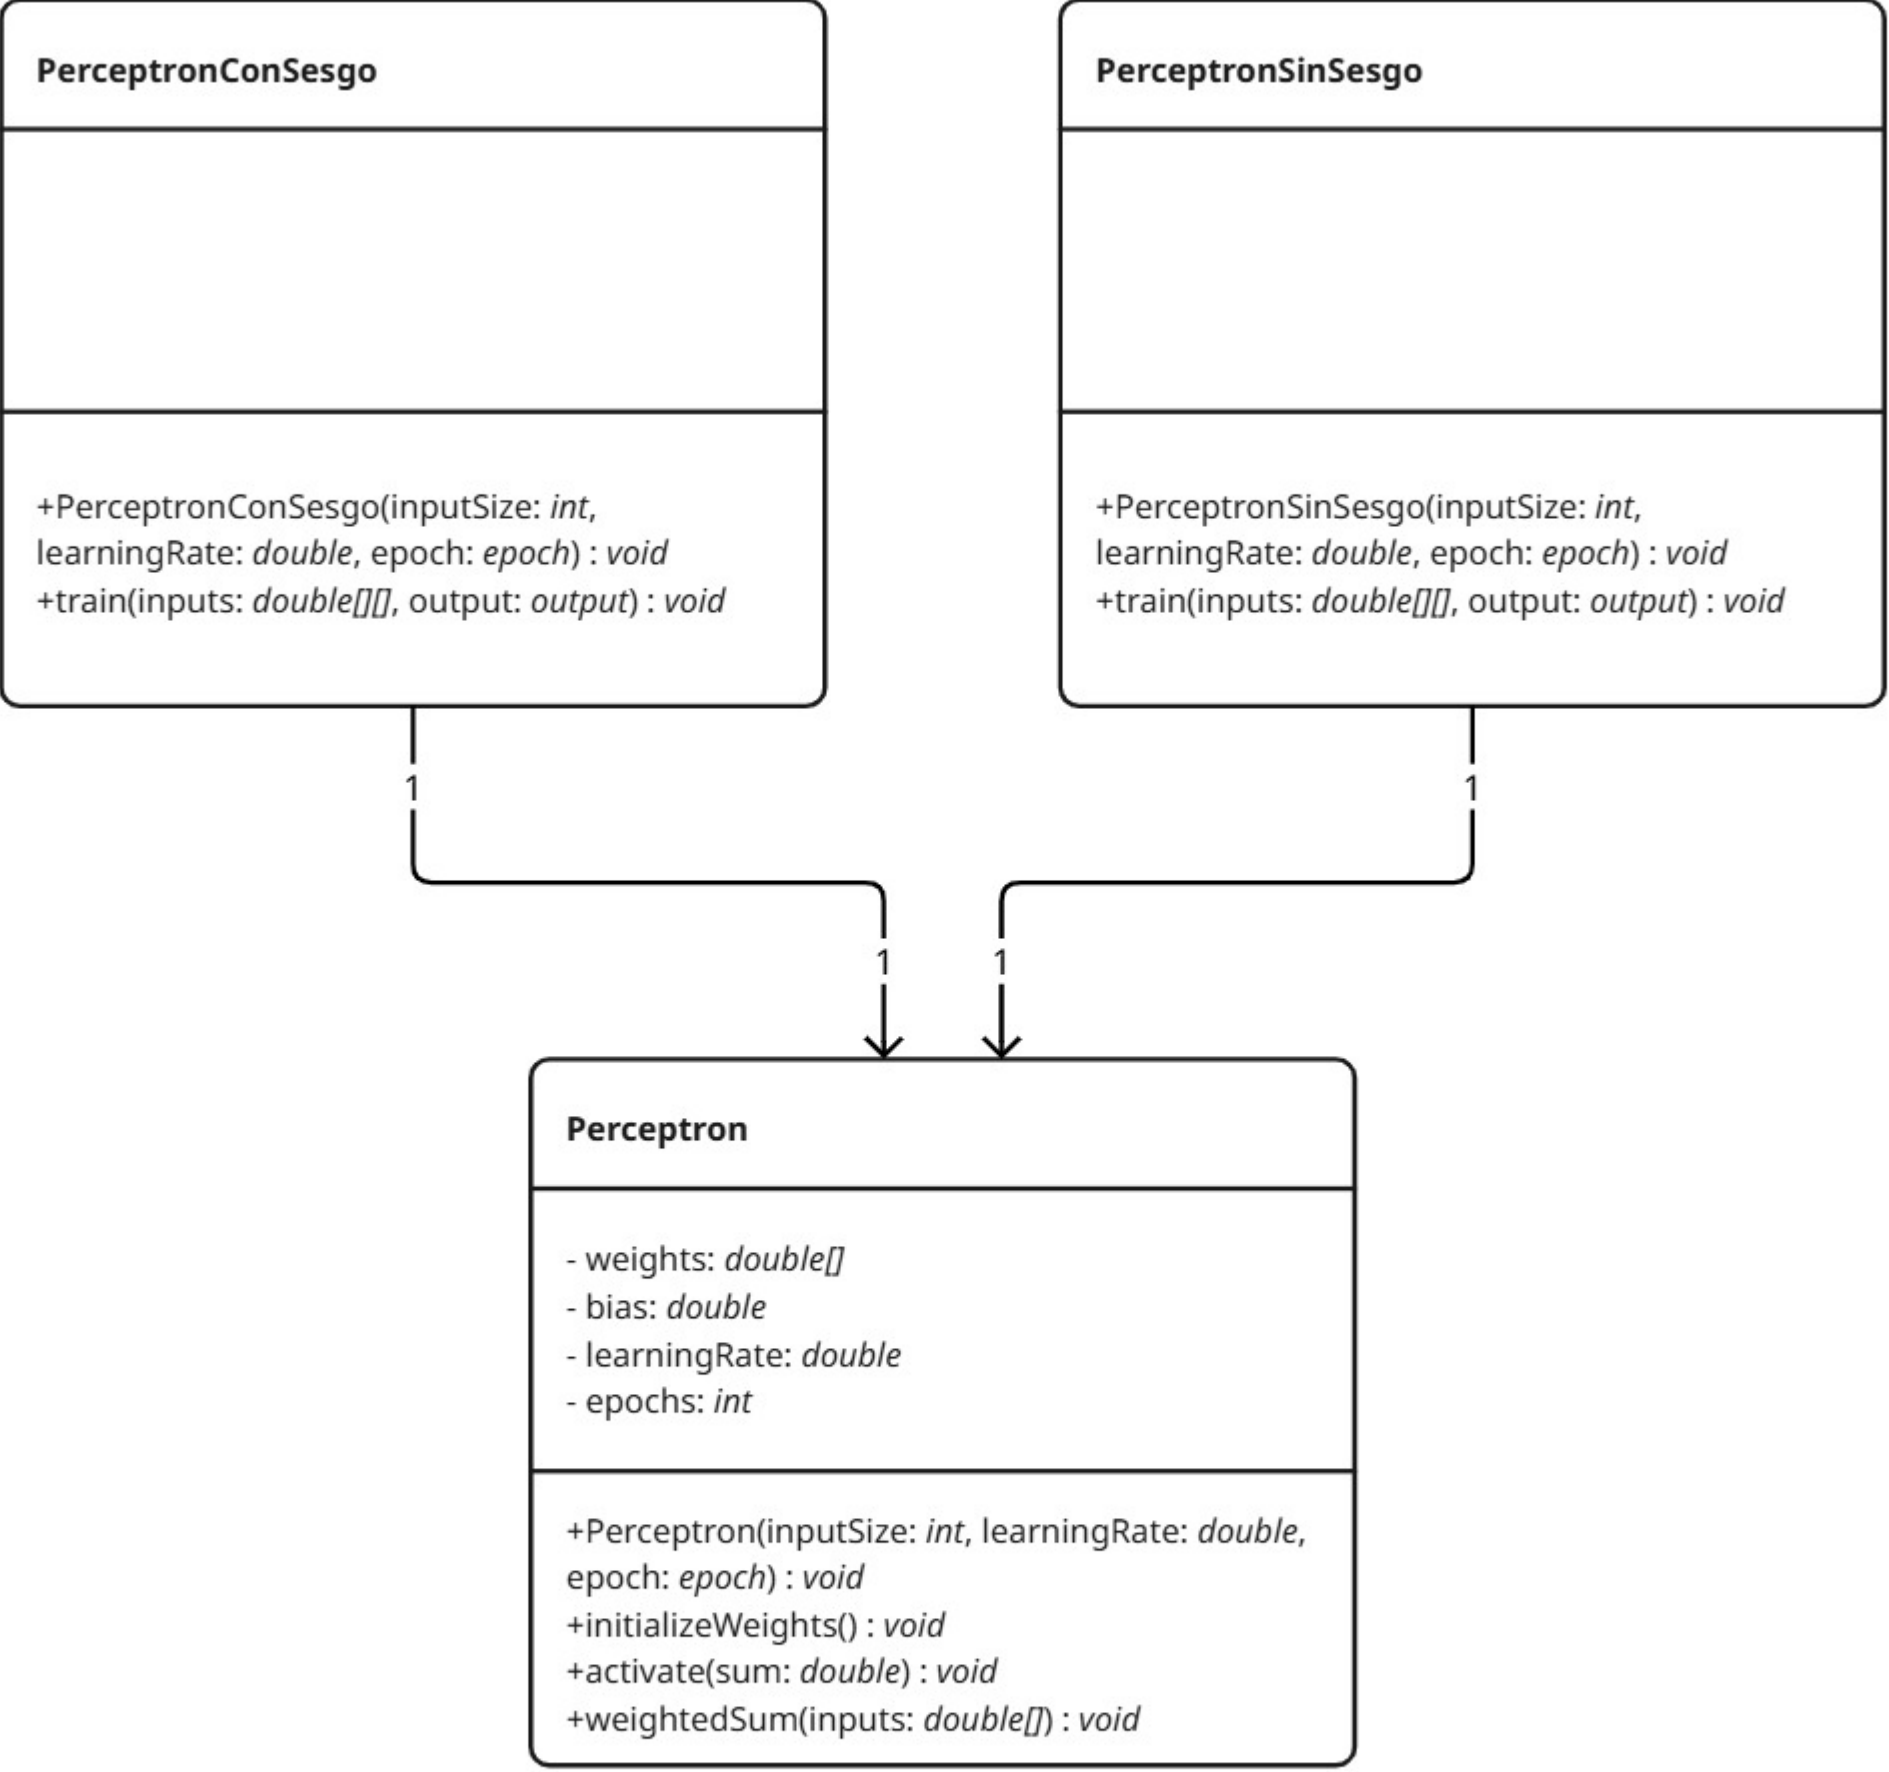 PerceptronConSesgo
+PerceptronConSesgo(inputSize: int,
learningRate: double, epoch: epoch) : void
+train(inputs: double[][], output: output) : void
PerceptronSinSesgo
+PerceptronSinSesgo(inputSize: int,
learningRate: double, epoch: epoch) : void
+train(inputs: double[][], output: output) : void
1
1
1
1
Perceptron
- weights: double[]
- bias: double
- learningRate: double
- epochs: int
+Perceptron(inputSize: int, learningRate: double,
epoch: epoch) : void
+initializeWeights() : void
+activate(sum: double) : void
+weightedSum(inputs: double[]) : void